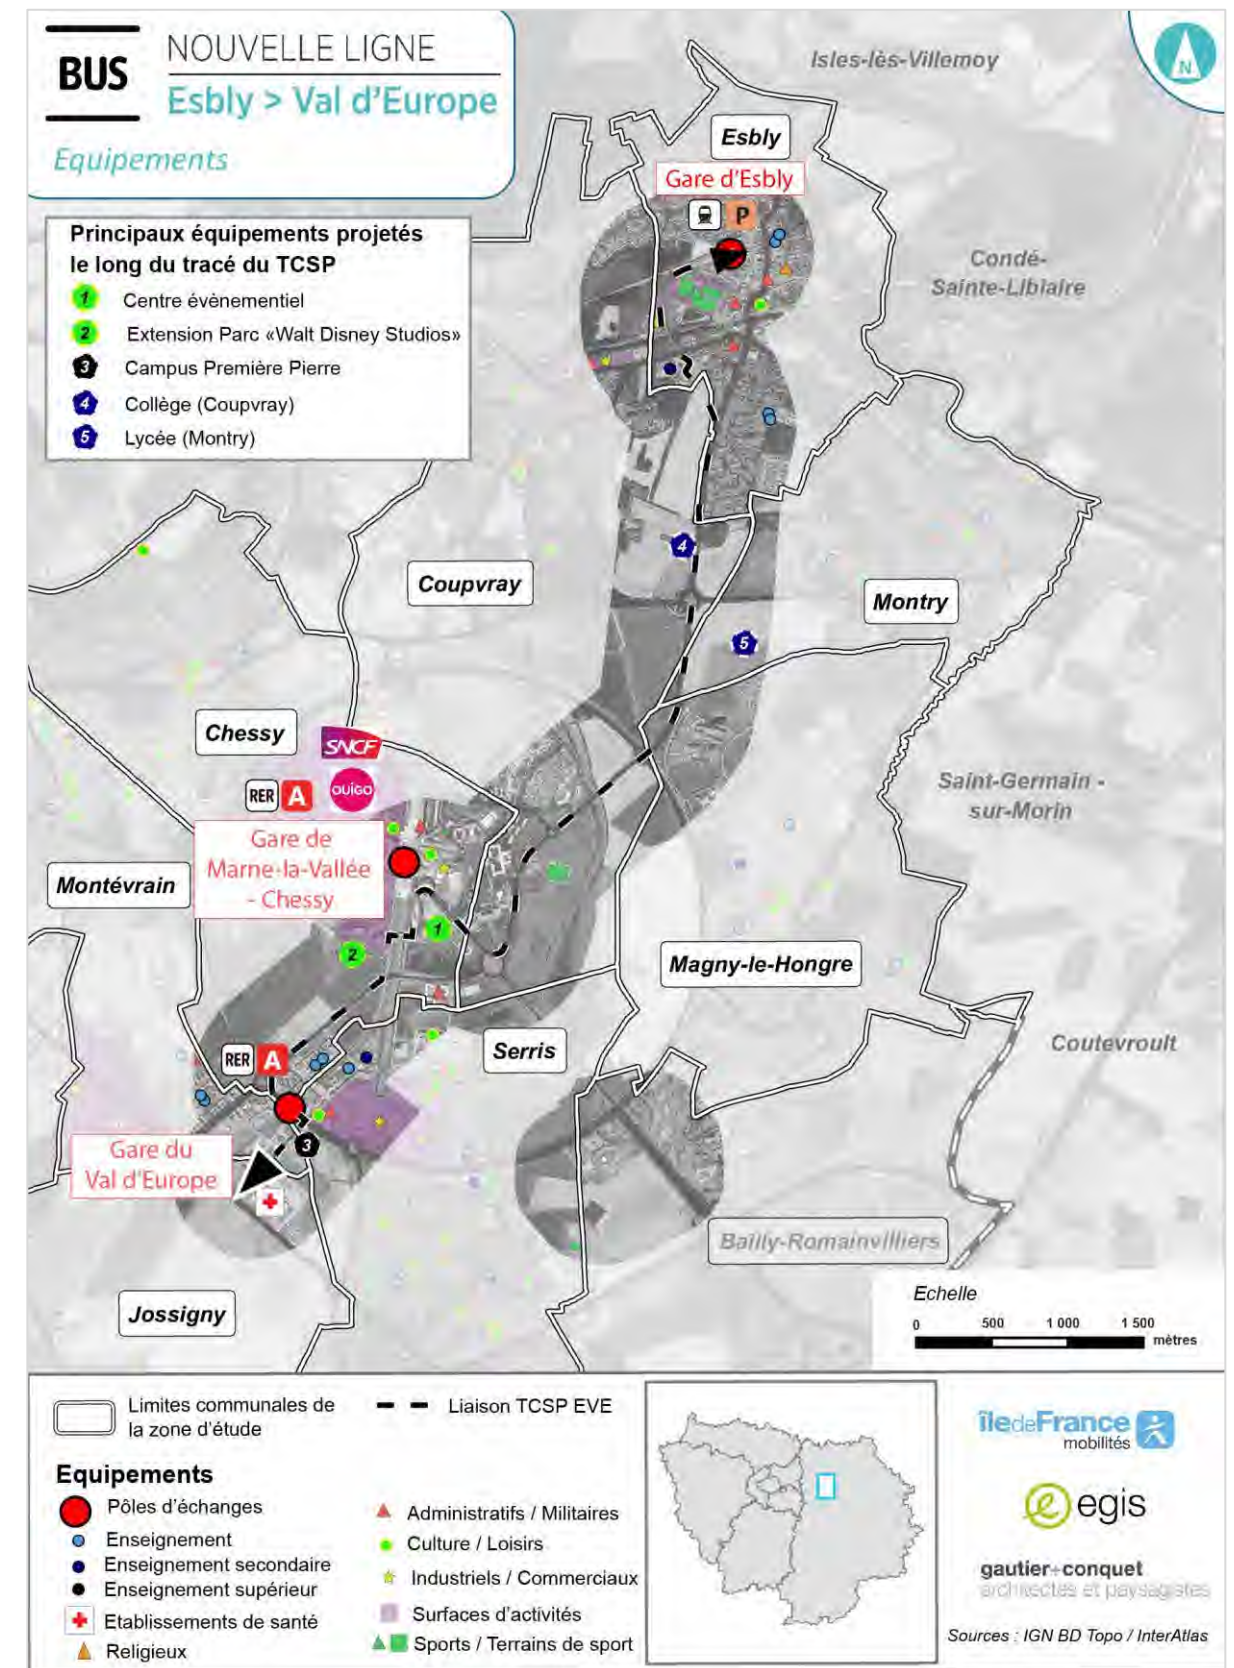 BUS
NOUVELLE LIGNE
Esbly > Val d'Europe
Equipements
N
Principaux équipements projetés
le long du tracé du TCSP
1 Centre évènementiel
2 Extension Parc «Walt Disney Studios»
3 Campus Première Pierre
4 Collège (Coupvray)
5 Lycée (Montry)
Isles-lès-Villemoy
Esbly
Gare d'Esbly
P
Condé-
Sainte-Libiaire
4
Coupvray
Montry
5
Chessy
SNCF
RER A
OUIGO
Gare de
Marne-la-Vallée
- Chessy
Saint-Germain -
sur-Morin
Montévrain
1
2
Magny-le-Hongre
Serris
Coutevroult
RER A
3
Gare du
Val d'Europe
Bailly-Romainvilliers
Jossigny
Echelle
0 500 1 000 1 500
mètres
Limites communales de
la zone d'étude
Liaison TCSP EVE
Equipements
Pôles d'échanges
Enseignement
Enseignement secondaire
Enseignement supérieur
Etablissements de santé
Religieux
Administratifs / Militaires
Culture / Loisirs
Industriels / Commerciaux
Surfaces d'activités
Sports / Terrains de sport
îledeFrance
mobilités
egis
gautier+conquet
architectes et paysagistes
Sources : IGN BD Topo / InterAtlas